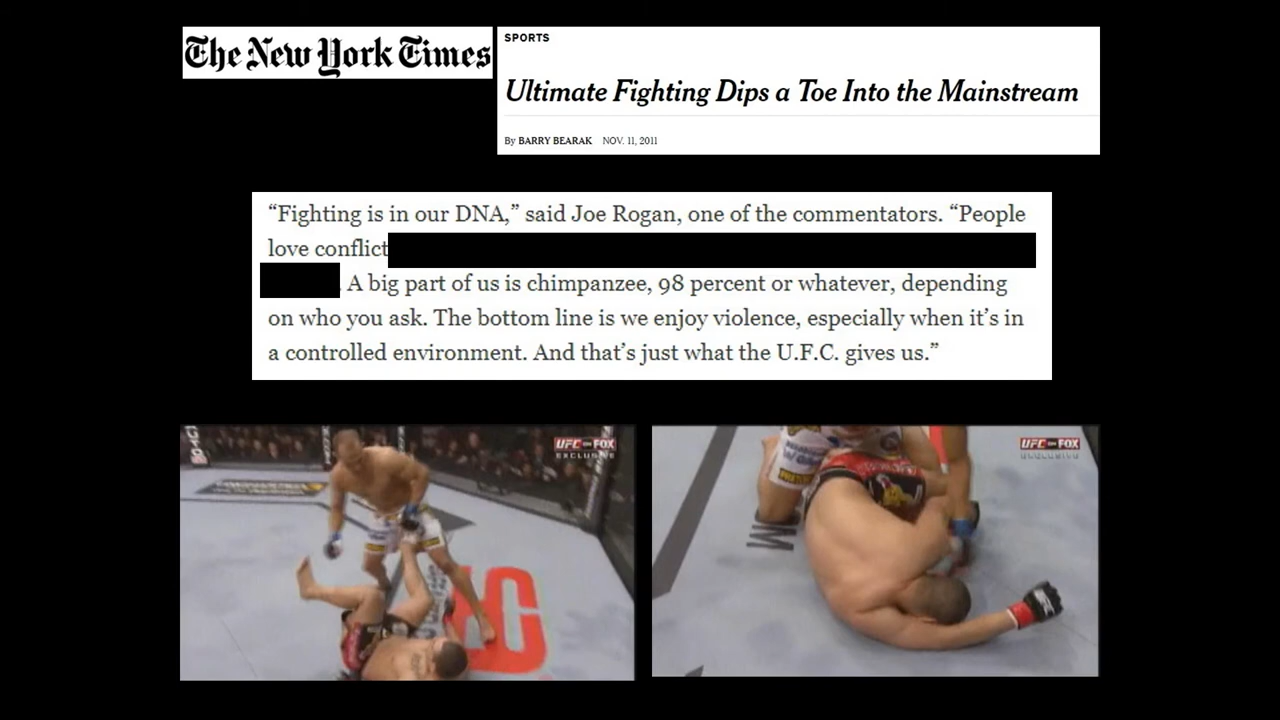 The New York Times
SPORTS
Ultimate Fighting Dips a Toe Into the Mainstream
By BARRY BEARAK NOV. 11, 2011
“Fighting is in our DNA,” said Joe Rogan, one of the commentators. “People
love conflict
. A big part of us is chimpanzee, 98 percent or whatever, depending
on who you ask. The bottom line is we enjoy violence, especially when it’s in
a controlled environment. And that’s just what the U.F.C. gives us.”
UFC ON FOX
EXCLUSIVE
UFC ON FOX
EXCLUSIVE
M